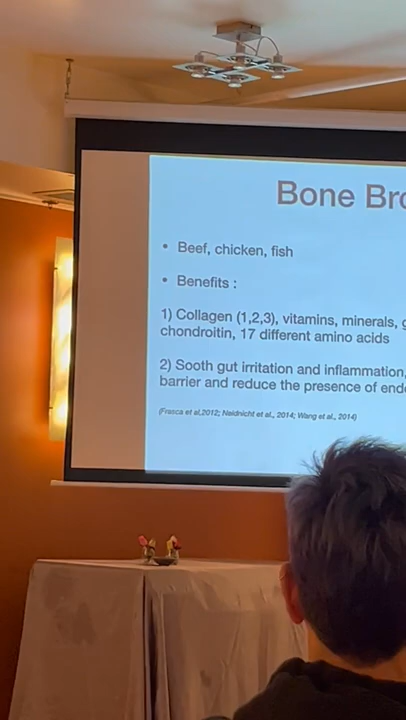 Bone Bro
• Beef, chicken, fish
• Benefits :
1) Collagen (1,2,3), vitamins, minerals, g
chondroitin, 17 different amino acids
2) Sooth gut irritation and inflammation,
barrier and reduce the presence of endo
(Frasca et al,2012; Naidnicht et al., 2014; Wang et al., 2014)